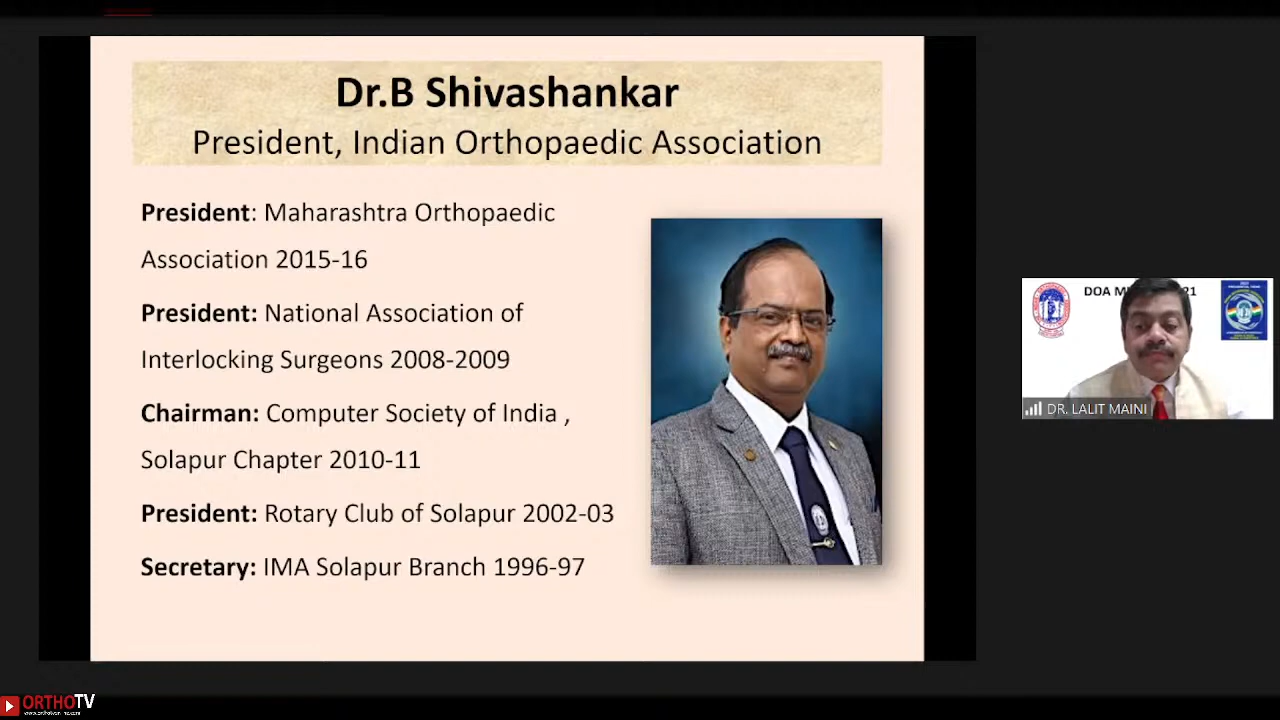 Dr.B Shivashankar
President, Indian Orthopaedic Association
President: Maharashtra Orthopaedic
Association 2015-16
President: National Association of
Interlocking Surgeons 2008-2009
Chairman: Computer Society of India ,
Solapur Chapter 2010-11
President: Rotary Club of Solapur 2002-03
Secretary: IMA Solapur Branch 1996-97
DOA
21
DR. LALIT MAINI
ORTHOTV